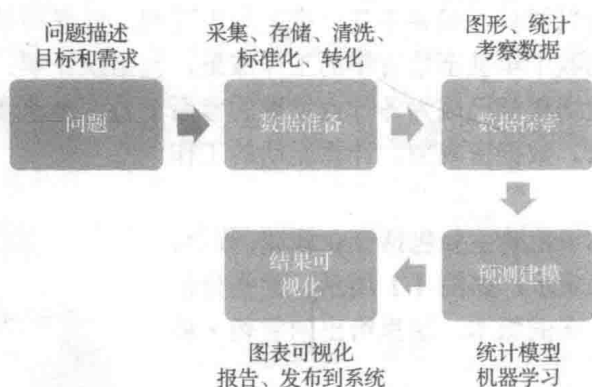 问题描述
目标和需求
采集、存储、清洗、
标准化、转化
图形、统计
考察数据
问题
数据准备
数据探索
结果可
视化
预测建模
图表可视化
报告、发布到系统
统计模型
机器学习